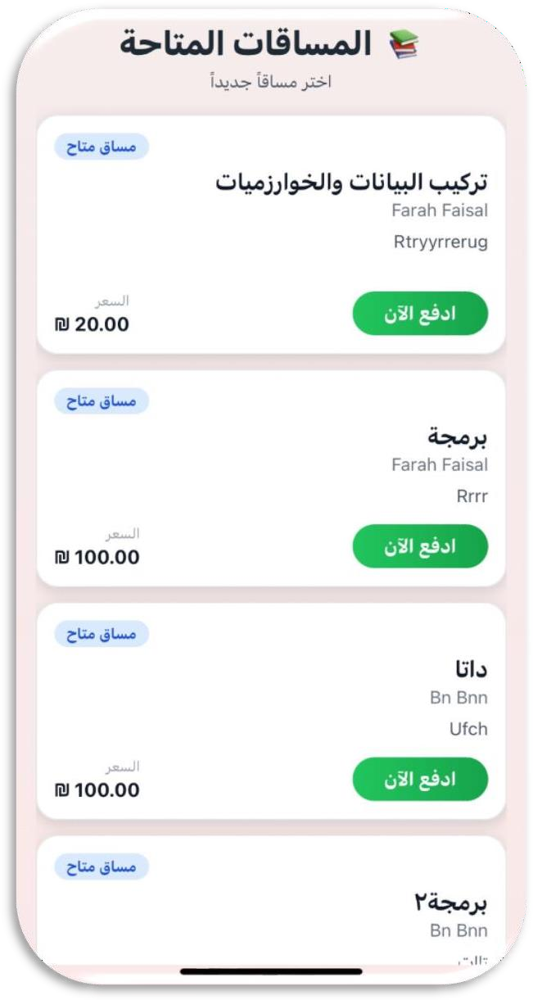 المساقات المتاحة
اختر مساقاً جديداً
مساق متاح
تركيب البيانات والخوارزميات
Farah Faisal
Rtryyrrerug
السعر
ادفع الآن
₪ 20.00
مساق متاح
برمجة
Farah Faisal
Rrrr
السعر
ادفع الآن
₪ 100.00
مساق متاح
داتا
Bn Bnn
Ufch
السعر
ادفع الآن
₪ 100.00
مساق متاح
برمجة٢
Bn Bnn